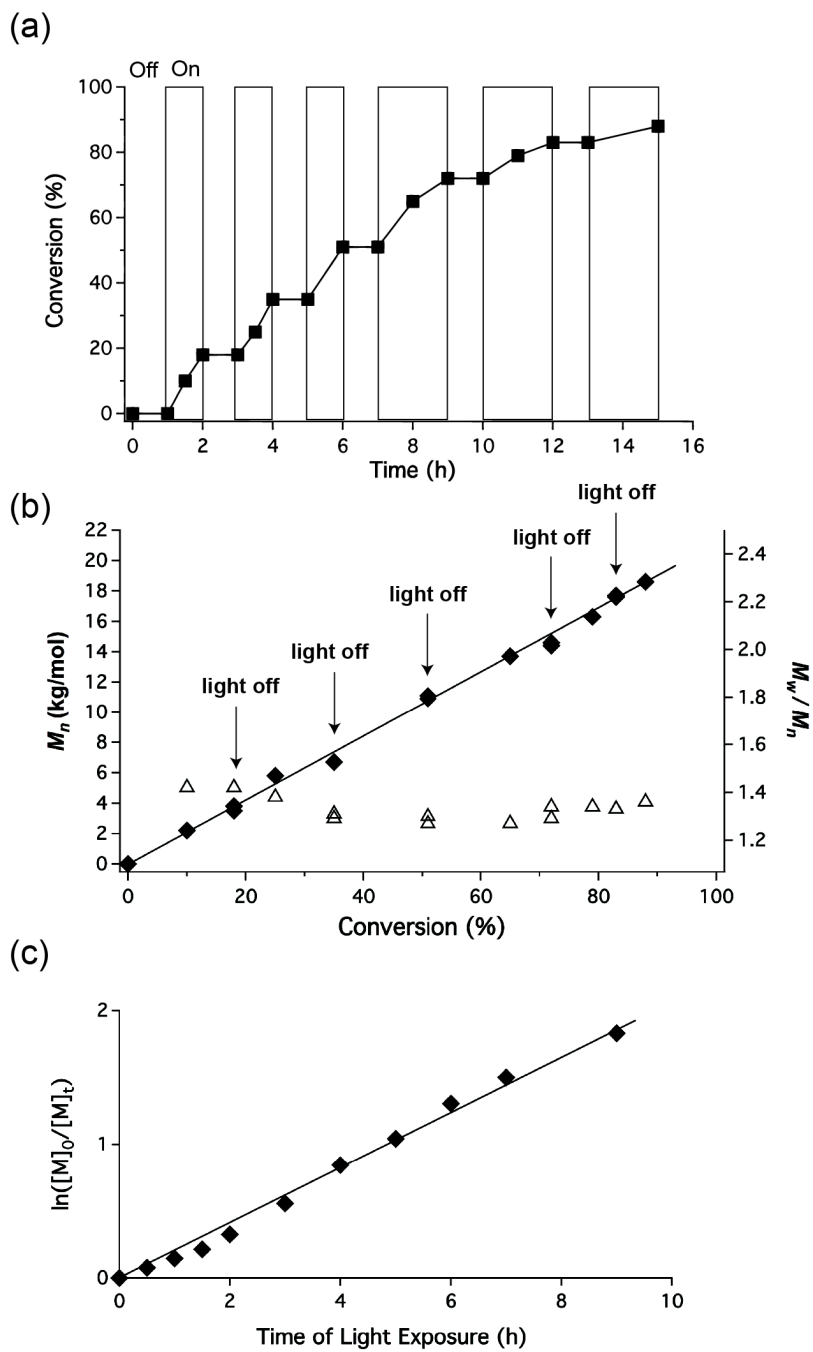 (a)
Off On
100
80
60
40
20
0
Conversion (%)
0 2 4 6 8 10 12 14 16
Time (h)
(b)
light off
light off
light off
light off
light off
22
20
18
16
14
12
10
8
6
4
2
0
Mn (kg/mol)
2.4
2.2
2.0
1.8
1.6
1.4
1.2
Mw / Mn
0 20 40 60 80 100
Conversion (%)
(c)
2
1
0
ln([M]0/[M]t)
0 2 4 6 8 10
Time of Light Exposure (h)